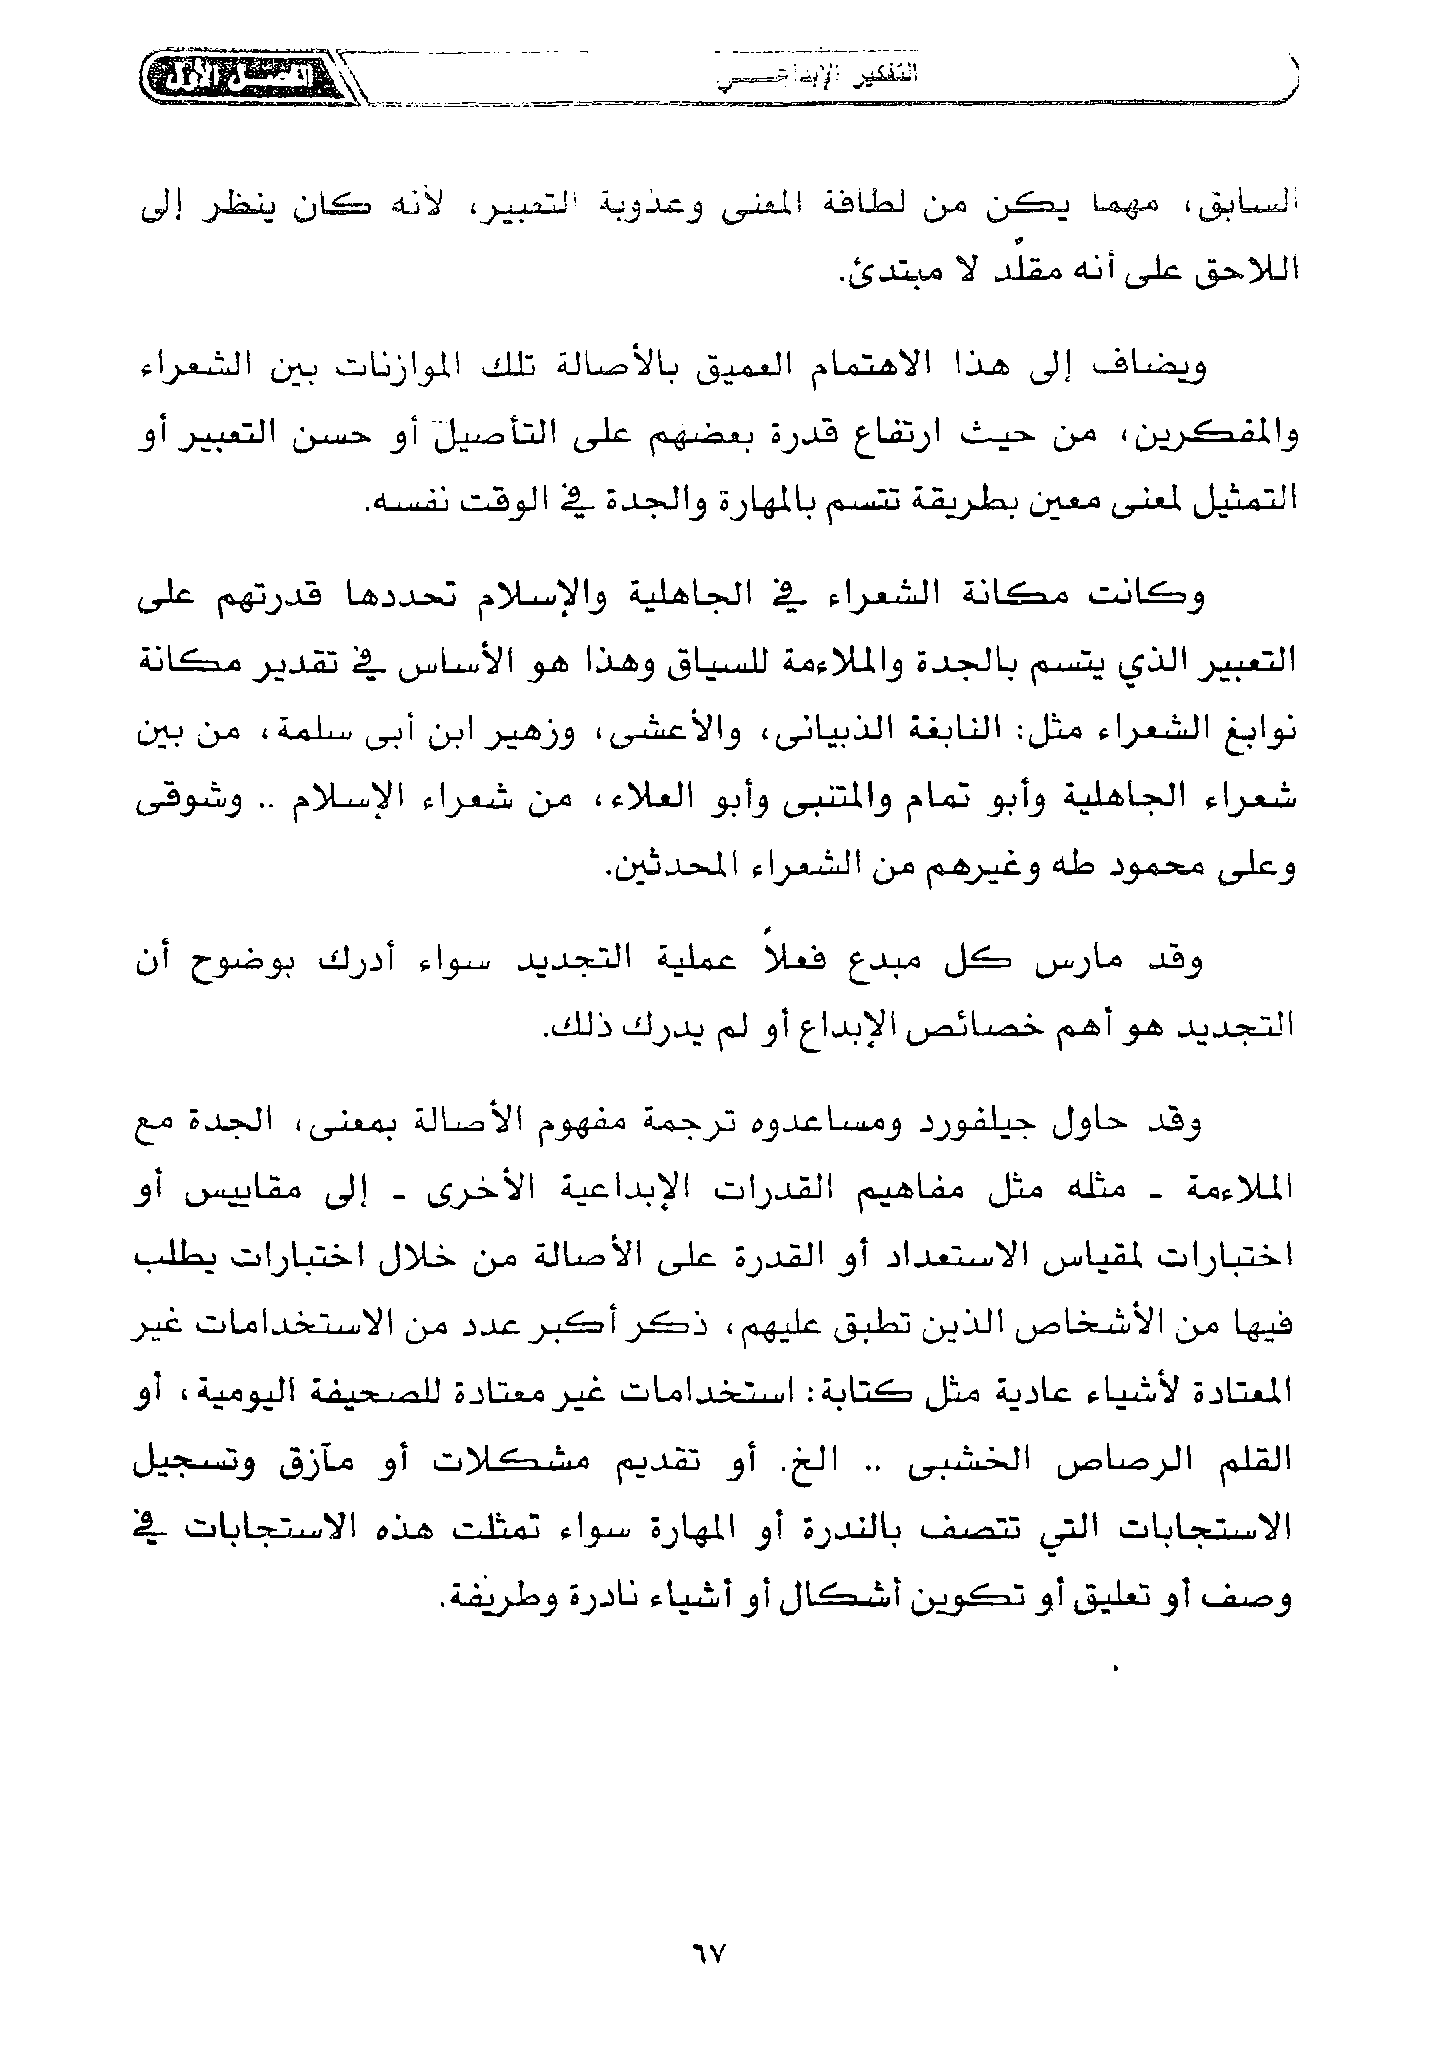 التفكير الإبداعى
الفصل الأول
السابق، مهما يكن من لطافة المعنى وعذوبة التعبير، لأنه كان ينظر إلى
اللاحق على أنه مقلّد لا مبتدئ.
ويضاف إلى هذا الاهتمام العميق بالأصالة تلك الموازنات بين الشعراء
والمفكرين، من حيث ارتفاع قدرة بعضهم على التأصيل أو حسن التعبير أو
التمثيل لمعنى معين بطريقة تتسم بالمهارة والجدة في الوقت نفسه.
وكانت مكانة الشعراء في الجاهلية والإسلام تحددها قدرتهم على
التعبير الذي يتسم بالجدة والملاءمة للسياق وهذا هو الأساس في تقدير مكانة
نوابغ الشعراء مثل: النابغة الذبيانى، والأعشى، وزهير ابن أبى سلمة، من بين
شعراء الجاهلية وأبو تمام والمتنبى وأبو العلاء، من شعراء الإسلام .. وشوقى
وعلى محمود طه وغيرهم من الشعراء المحدثين.
وقد مارس كل مبدع فعلاً عملية التجديد سواء أدرك بوضوح أن
التجديد هو أهم خصائص الإبداع أو لم يدرك ذلك.
وقد حاول جيلفورد ومساعدوه ترجمة مفهوم الأصالة بمعنى، الجدة مع
الملاءمة - مثله مثل مفاهيم القدرات الإبداعية الأخرى - إلى مقاييس أو
اختبارات لمقياس الاستعداد أو القدرة على الأصالة من خلال اختبارات يطلب
فيها من الأشخاص الذين تطبق عليهم، ذكر أكبر عدد من الاستخدامات غير
المعتادة لأشياء عادية مثل كتابة: استخدامات غير معتادة للصحيفة اليومية، أو
القلم الرصاص الخشبى .. الخ. أو تقديم مشكلات أو مآزق وتسجيل
الاستجابات التي تتصف بالندرة أو المهارة سواء تمثلت هذه الاستجابات في
وصف أو تعليق أو تكوين أشكال أو أشياء نادرة وطريفة.
٦٧